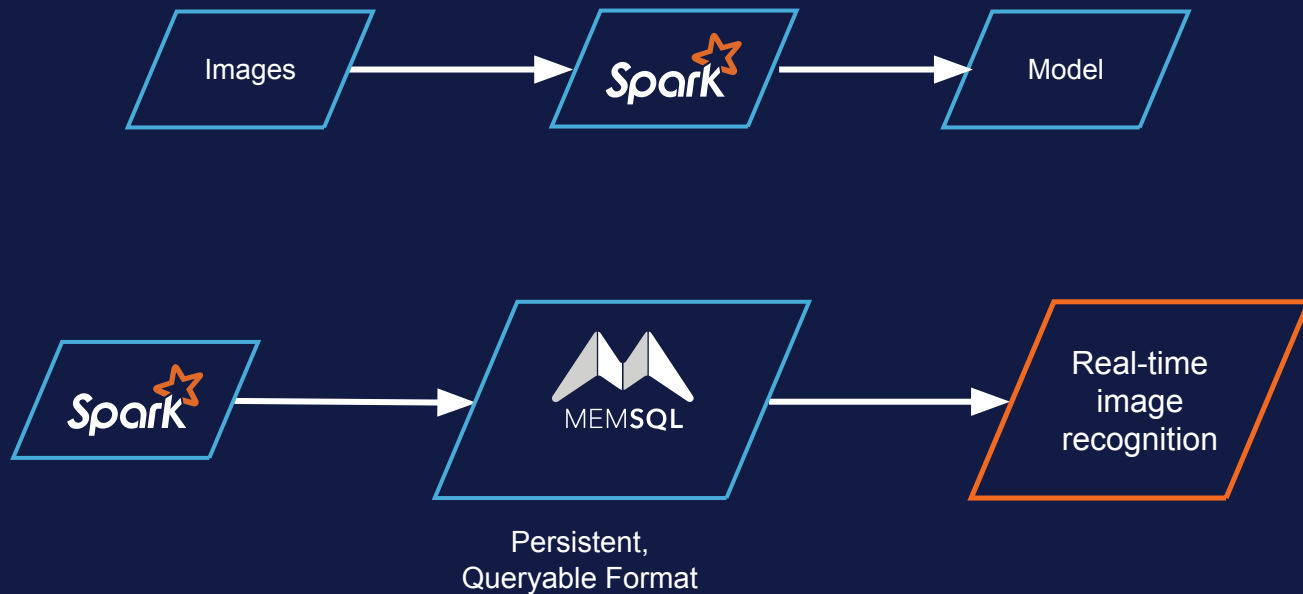 Images
Spark
Model
Spark
MEMSQL
Real-time
image
recognition
Persistent,
Queryable Format